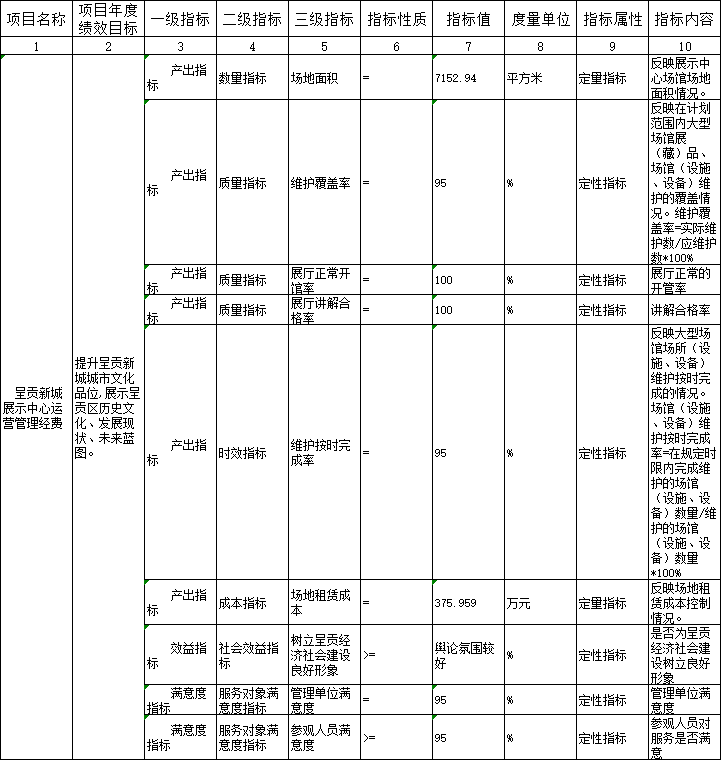 项目名称
项目年度
绩效目标
一级指标
二级指标
三级指标
指标性质
指标值
度量单位
指标属性
指标内容
1
2
3
4
5
6
7
8
9
10
呈贡新城
展示中心运
营管理经费
提升呈贡新
城城市文化
品位,展示呈
贡区历史文
化、发展现
状、未来蓝
图。
产出指
标
数量指标
场地面积
=
7152.94
平方米
定量指标
反映展示中
心场馆场地
面积情况。
产出指
标
质量指标
维护覆盖率
=
95
%
定性指标
反映在计划
范围内大型
场馆展
（藏）品、
场馆（设施
、设备）维
护的覆盖情
况。维护覆
盖率=实际维
护数/应维护
数*100%
产出指
标
质量指标
展厅正常开
馆率
=
100
%
定性指标
展厅正常的
开管率
产出指
标
质量指标
展厅讲解合
格率
=
100
%
定性指标
讲解合格率
产出指
标
时效指标
维护按时完
成率
=
95
%
定性指标
反映大型场
馆场所（设
施、设备）
维护按时完
成的情况。
场馆（设施
、设备）维
护按时完成
率=在规定时
限内完成维
护的场馆
（设施、设
备）数量/维
护的场馆
（设施、设
备）数量
*100%
产出指
标
成本指标
场地租赁成
本
=
375.959
万元
定量指标
反映场地租
赁成本控制
情况。
效益指
标
社会效益指
标
树立呈贡经
济社会建设
良好形象
>=
舆论氛围较
好
%
定性指标
是否为呈贡
经济社会建
设树立良好
形象
满意度
指标
服务对象满
意度指标
管理单位满
意度
=
95
%
定性指标
管理单位满
意度
满意度
指标
服务对象满
意度指标
参观人员满
意度
>=
95
%
定性指标
参观人员对
服务是否满
意